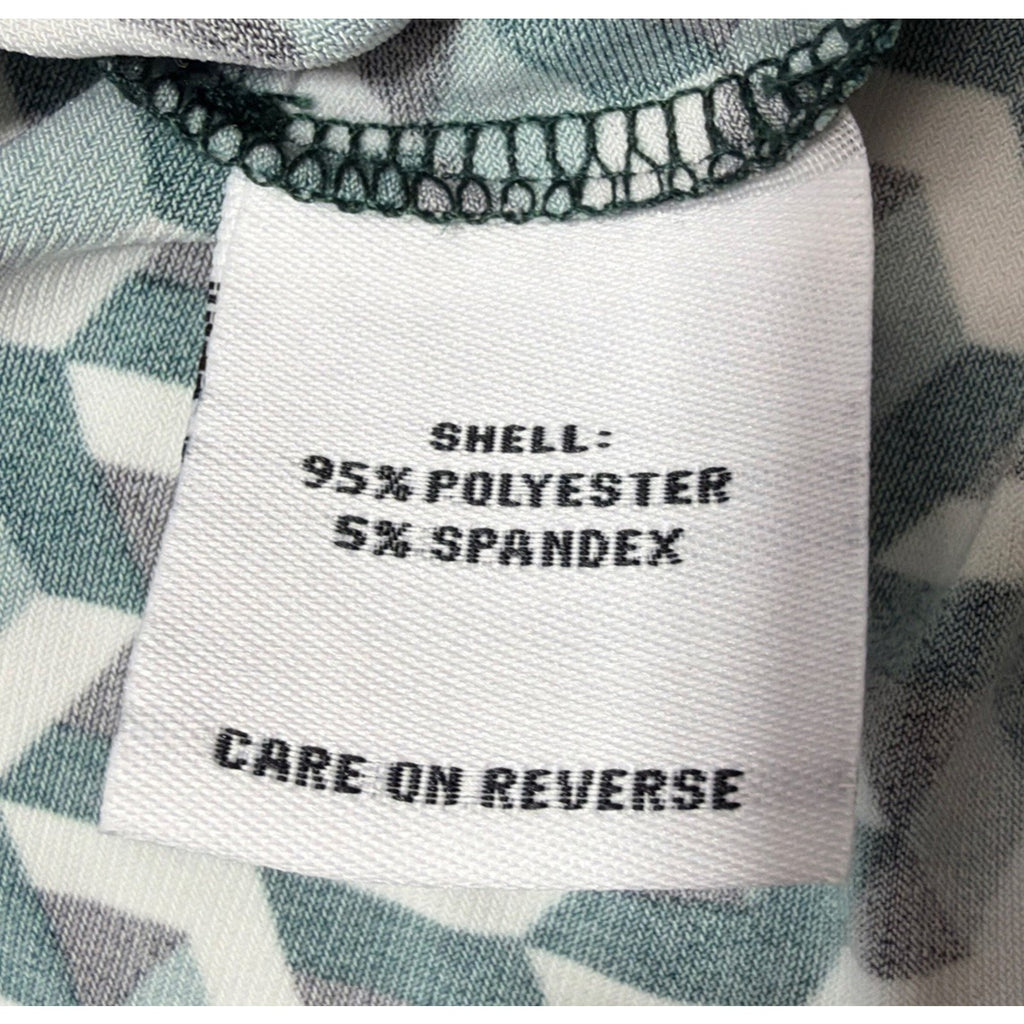 SHELL:
95% POLYESTER
5% SPANDEX
CARE ON REVERSE